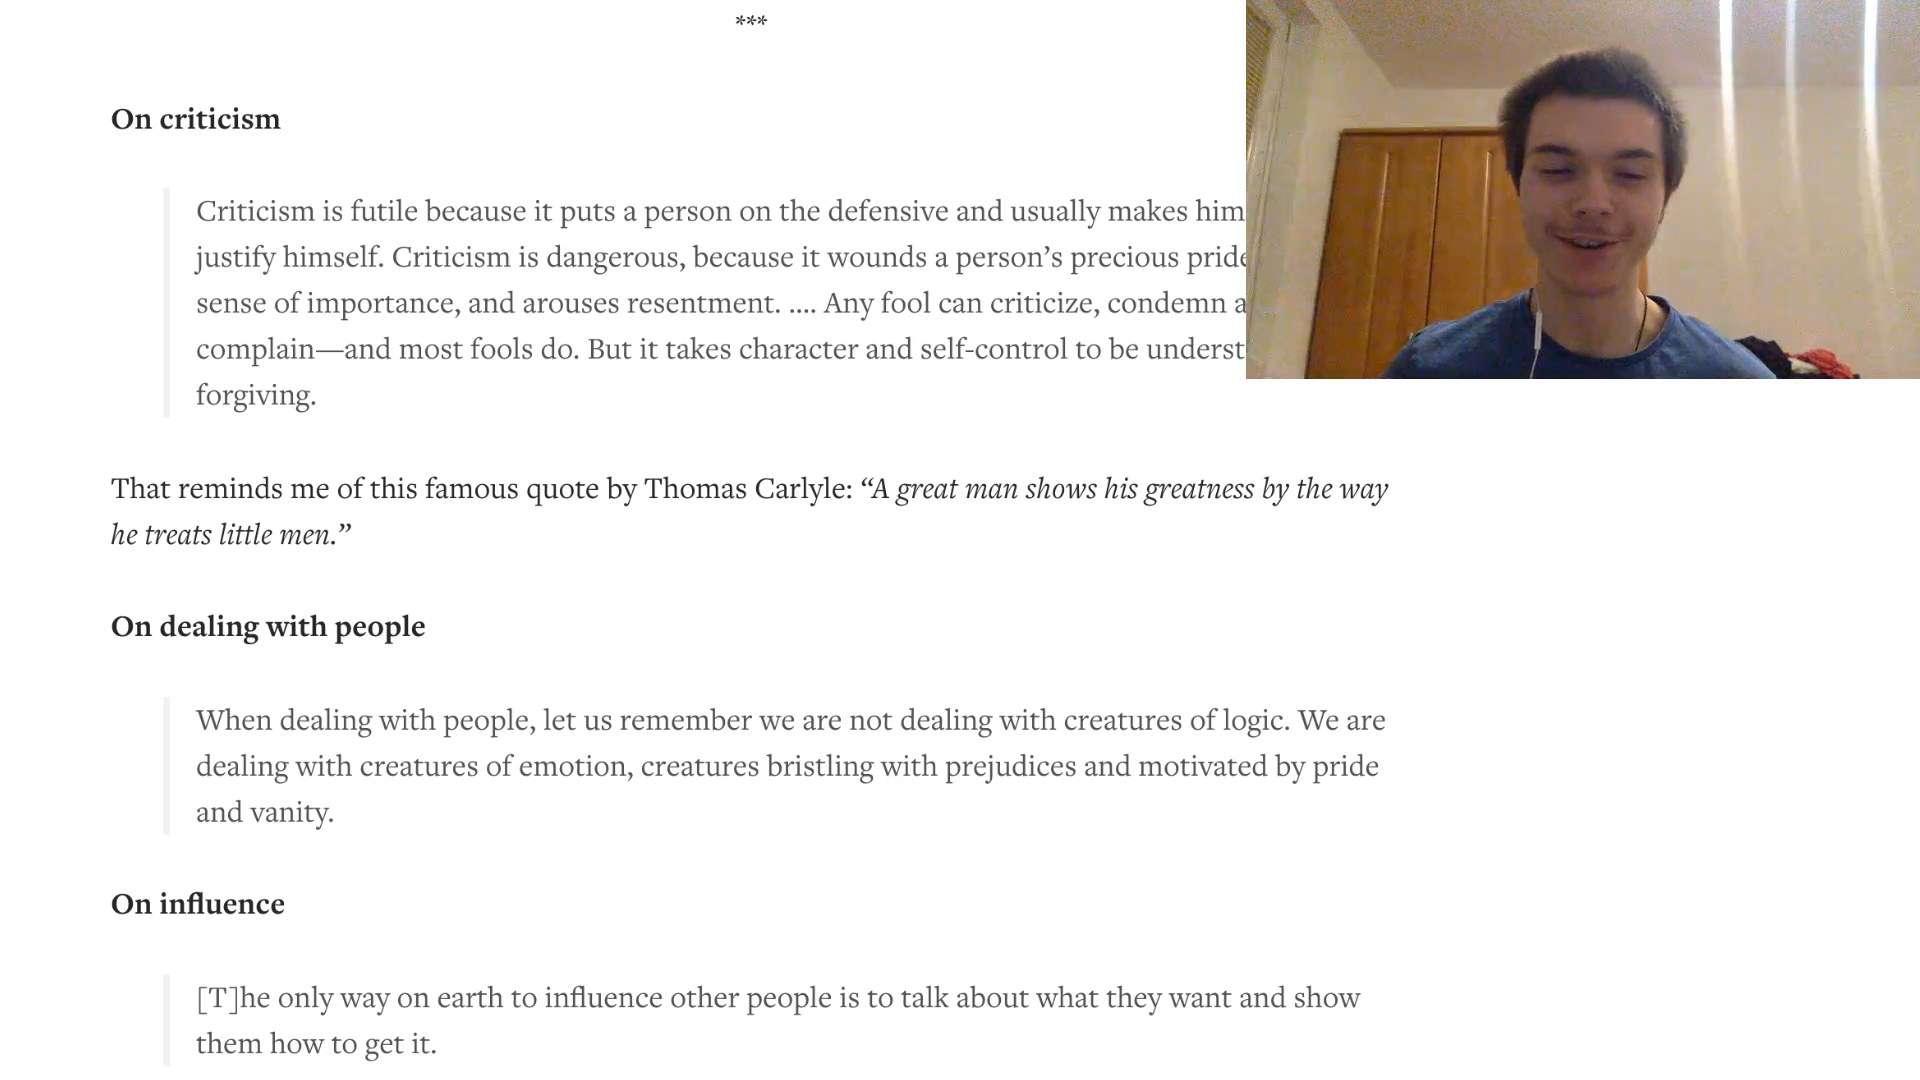 ***
On criticism
Criticism is futile because it puts a person on the defensive and usually makes him
justify himself. Criticism is dangerous, because it wounds a person’s precious pride
sense of importance, and arouses resentment. .... Any fool can criticize, condemn
complain—and most fools do. But it takes character and self-control to be
forgiving.
That reminds me of this famous quote by Thomas Carlyle: “A great man shows his greatness by the way
he treats little men.”
On dealing with people
When dealing with people, let us remember we are not dealing with creatures of logic. We are
dealing with creatures of emotion, creatures bristling with prejudices and motivated by pride
and vanity.
On influence
[T]he only way on earth to influence other people is to talk about what they want and show
them how to get it.